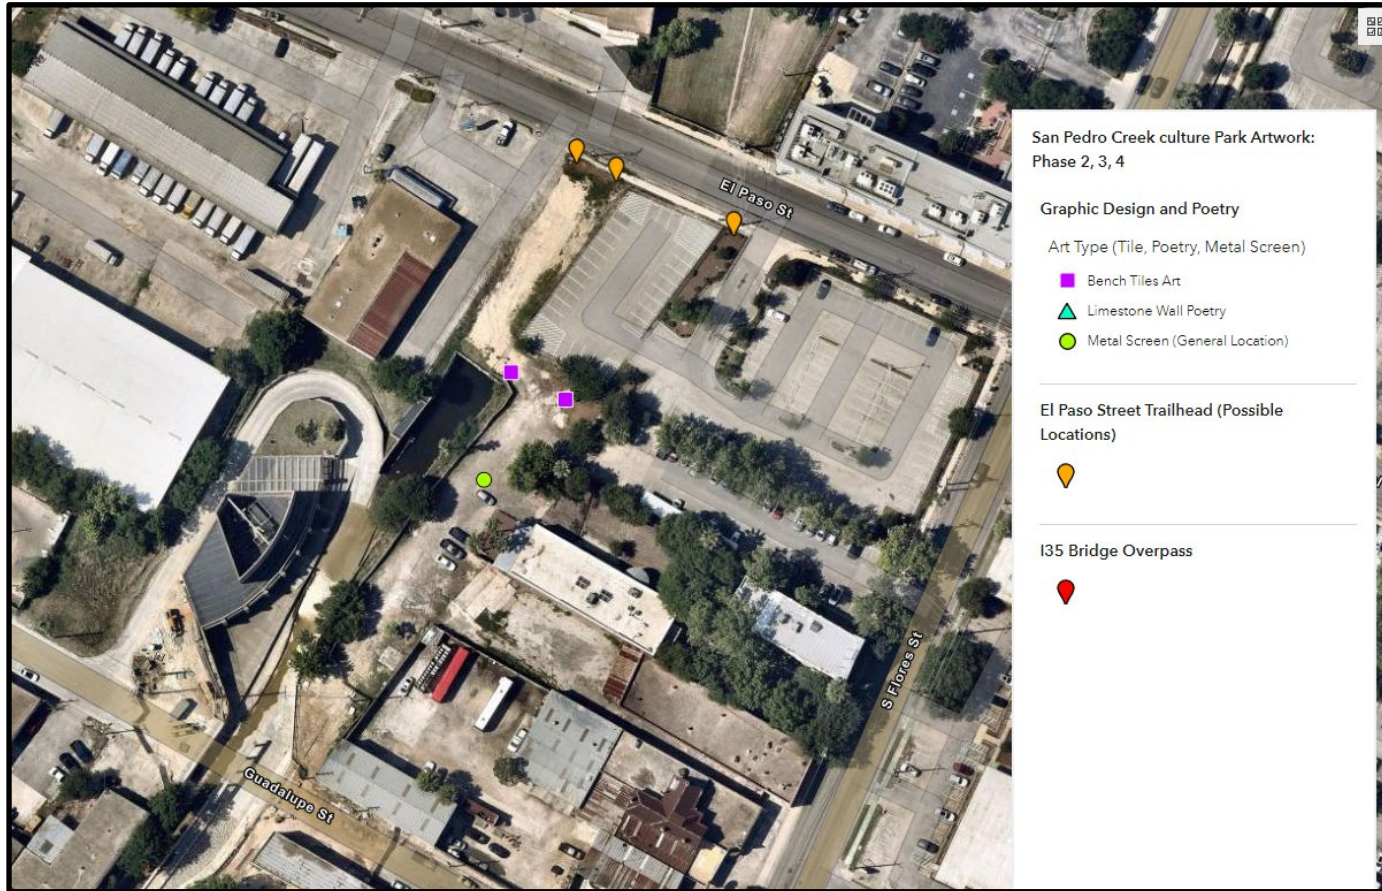 San Pedro Creek culture Park Artwork:
Phase 2, 3, 4
Graphic Design and Poetry
Art Type (Tile, Poetry, Metal Screen)
Bench Tiles Art
Limestone Wall Poetry
Metal Screen (General Location)
El Paso Street Trailhead (Possible
Locations)
I35 Bridge Overpass
El Paso St
S Flores St
Guadalupe St